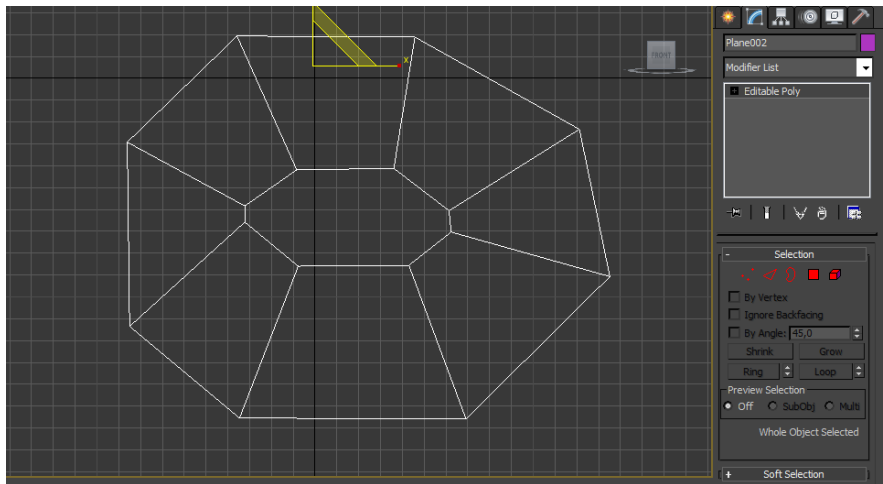 x
FRONT
Plane002
Modifier List
+ Editable Poly
- Selection
By Vertex
Ignore Backfacing
By Angle: 45,0
Shrink Grow
Ring Loop
Preview Selection
Off SubObj Multi
Whole Object Selected
+ Soft Selection